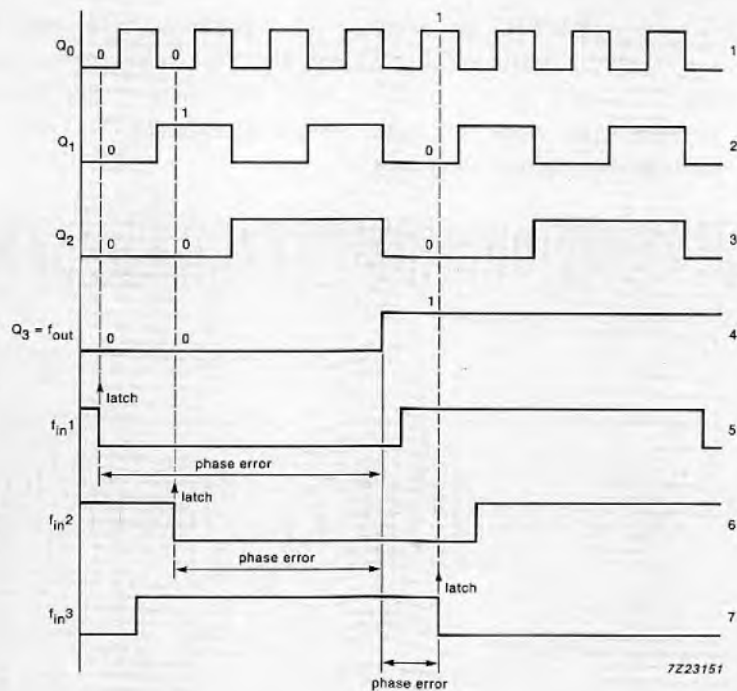 1
Q0 0 0 1
1
Q1 0 0 2
Q2 0 0 0 3
1
Q3 = fout 0 0 4
latch
fin1 5
phase error
latch
fin2 6
phase error
latch
fin3 7
7Z23151
phase error